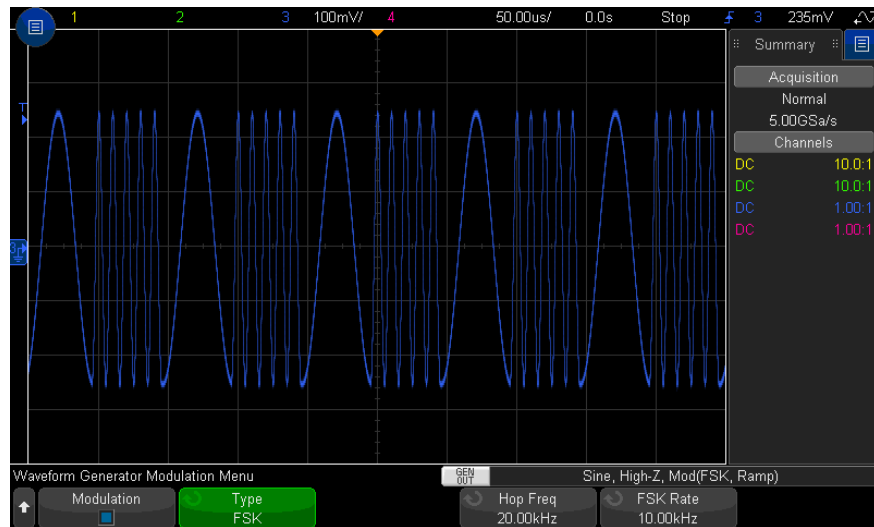 1 2 3 100mV/ 4 50.00us/ 0.0s Stop 3 235mV
Summary
Acquisition
Normal
5.00GSa/s
Channels
DC 10.0:1
DC 10.0:1
DC 1.00:1
DC 1.00:1
T
3
Waveform Generator Modulation Menu
GEN OUT
Sine, High-Z, Mod(FSK, Ramp)
Modulation
Type
FSK
Hop Freq
20.00kHz
FSK Rate
10.00kHz